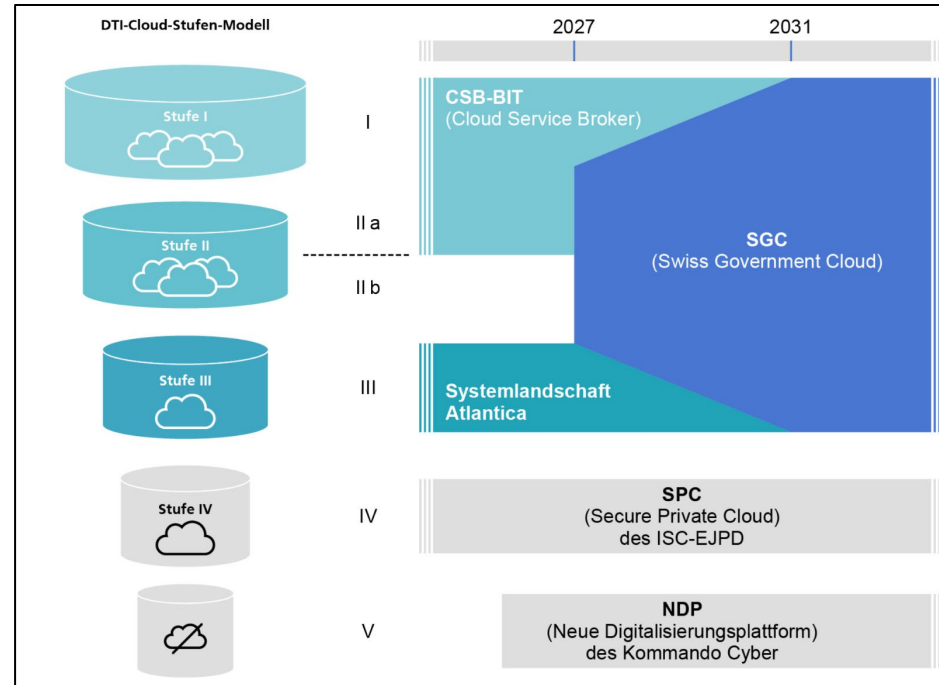 DTI-Cloud-Stufen-Modell
2027
2031
Stufe I
I
CSB-BIT
(Cloud Service Broker)
Stufe II
II a
II b
SGC
(Swiss Government Cloud)
Stufe III
III
Systemlandschaft
Atlantica
Stufe IV
IV
SPC
(Secure Private Cloud)
des ISC-EJPD
V
NDP
(Neue Digitalisierungsplattform)
des Kommando Cyber